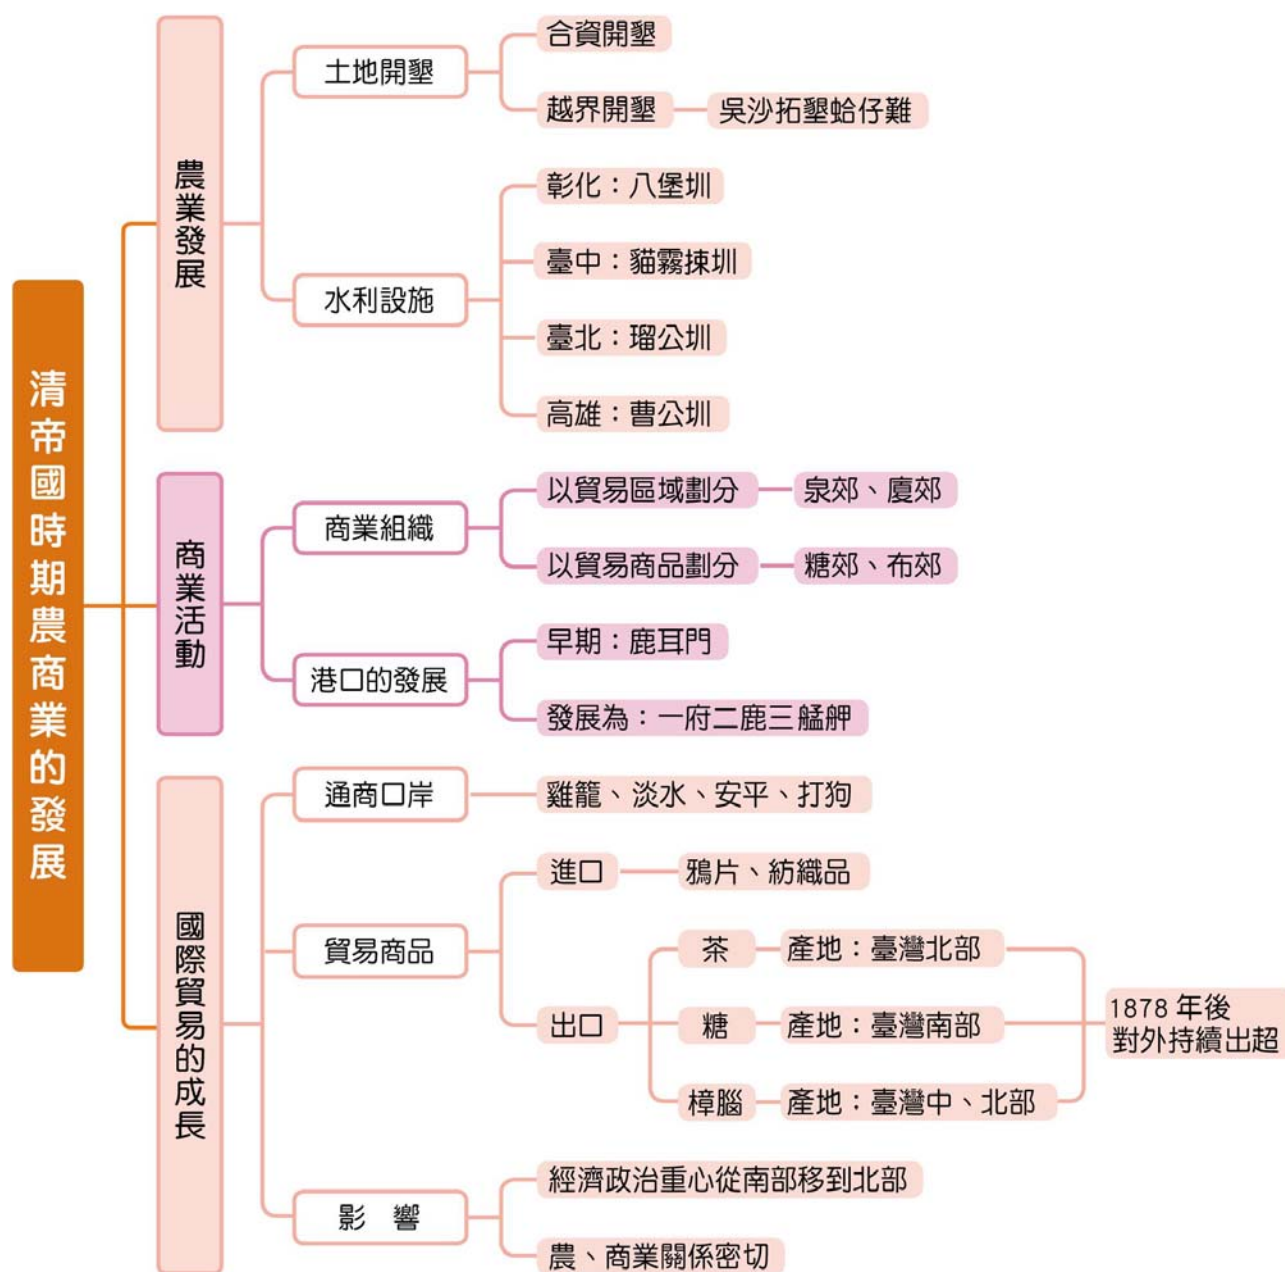 清帝國時期農商業的發展
農業發展
土地開墾
合資開墾
越界開墾
吳沙拓墾蛤仔難
水利設施
彰化：八堡圳
臺中：貓霧捒圳
臺北：瑠公圳
高雄：曹公圳
商業活動
商業組織
以貿易區域劃分
泉郊、廈郊
以貿易商品劃分
糖郊、布郊
港口的發展
早期：鹿耳門
發展為：一府二鹿三艋舺
國際貿易的成長
通商口岸
雞籠、淡水、安平、打狗
貿易商品
進口
鴉片、紡織品
出口
茶
產地：臺灣北部
糖
產地：臺灣南部
樟腦
產地：臺灣中、北部
1878 年後
對外持續出超
影　響
經濟政治重心從南部移到北部
農、商業關係密切